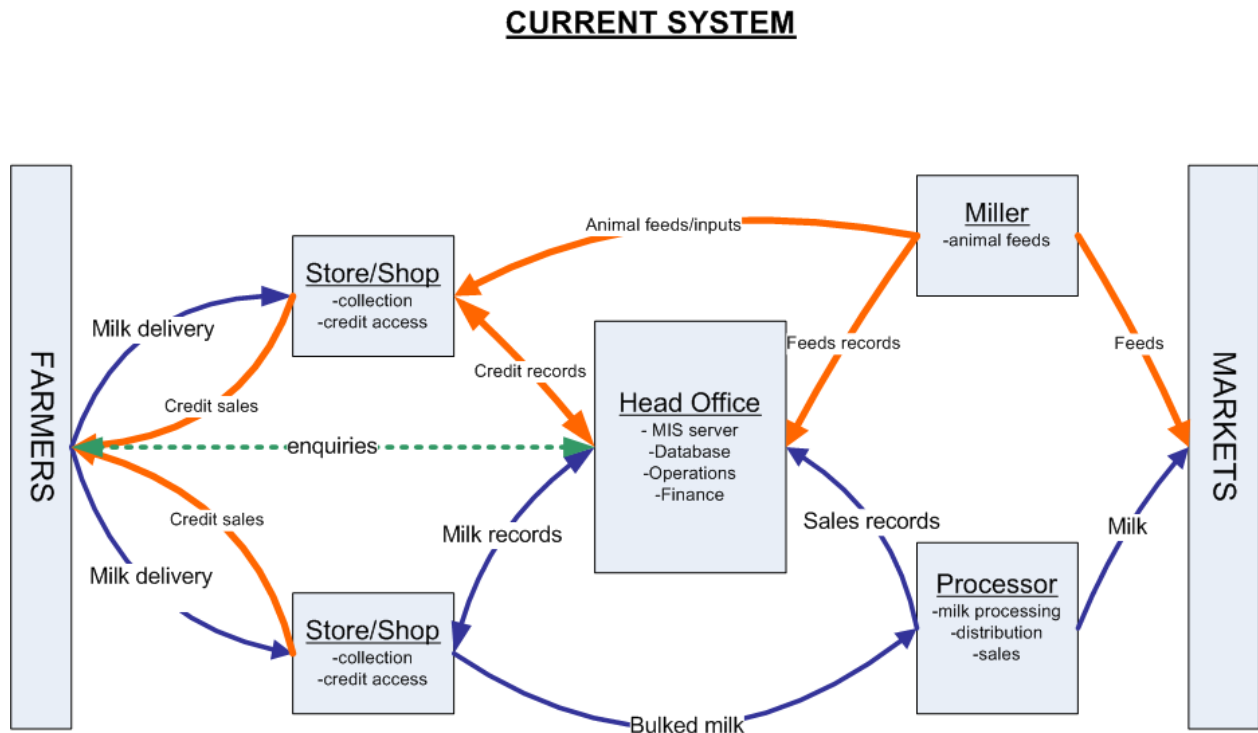 CURRENT SYSTEM
FARMERS
Milk delivery
Credit sales
enquiries
Credit sales
Milk delivery
Store/Shop
-collection
-credit access
Store/Shop
-collection
-credit access
Animal feeds/inputs
Credit records
Milk records
Bulked milk
Head Office
- MIS server
-Database
-Operations
-Finance
Feeds records
Sales records
Miller
-animal feeds
Processor
-milk processing
-distribution
-sales
Feeds
Milk
MARKETS